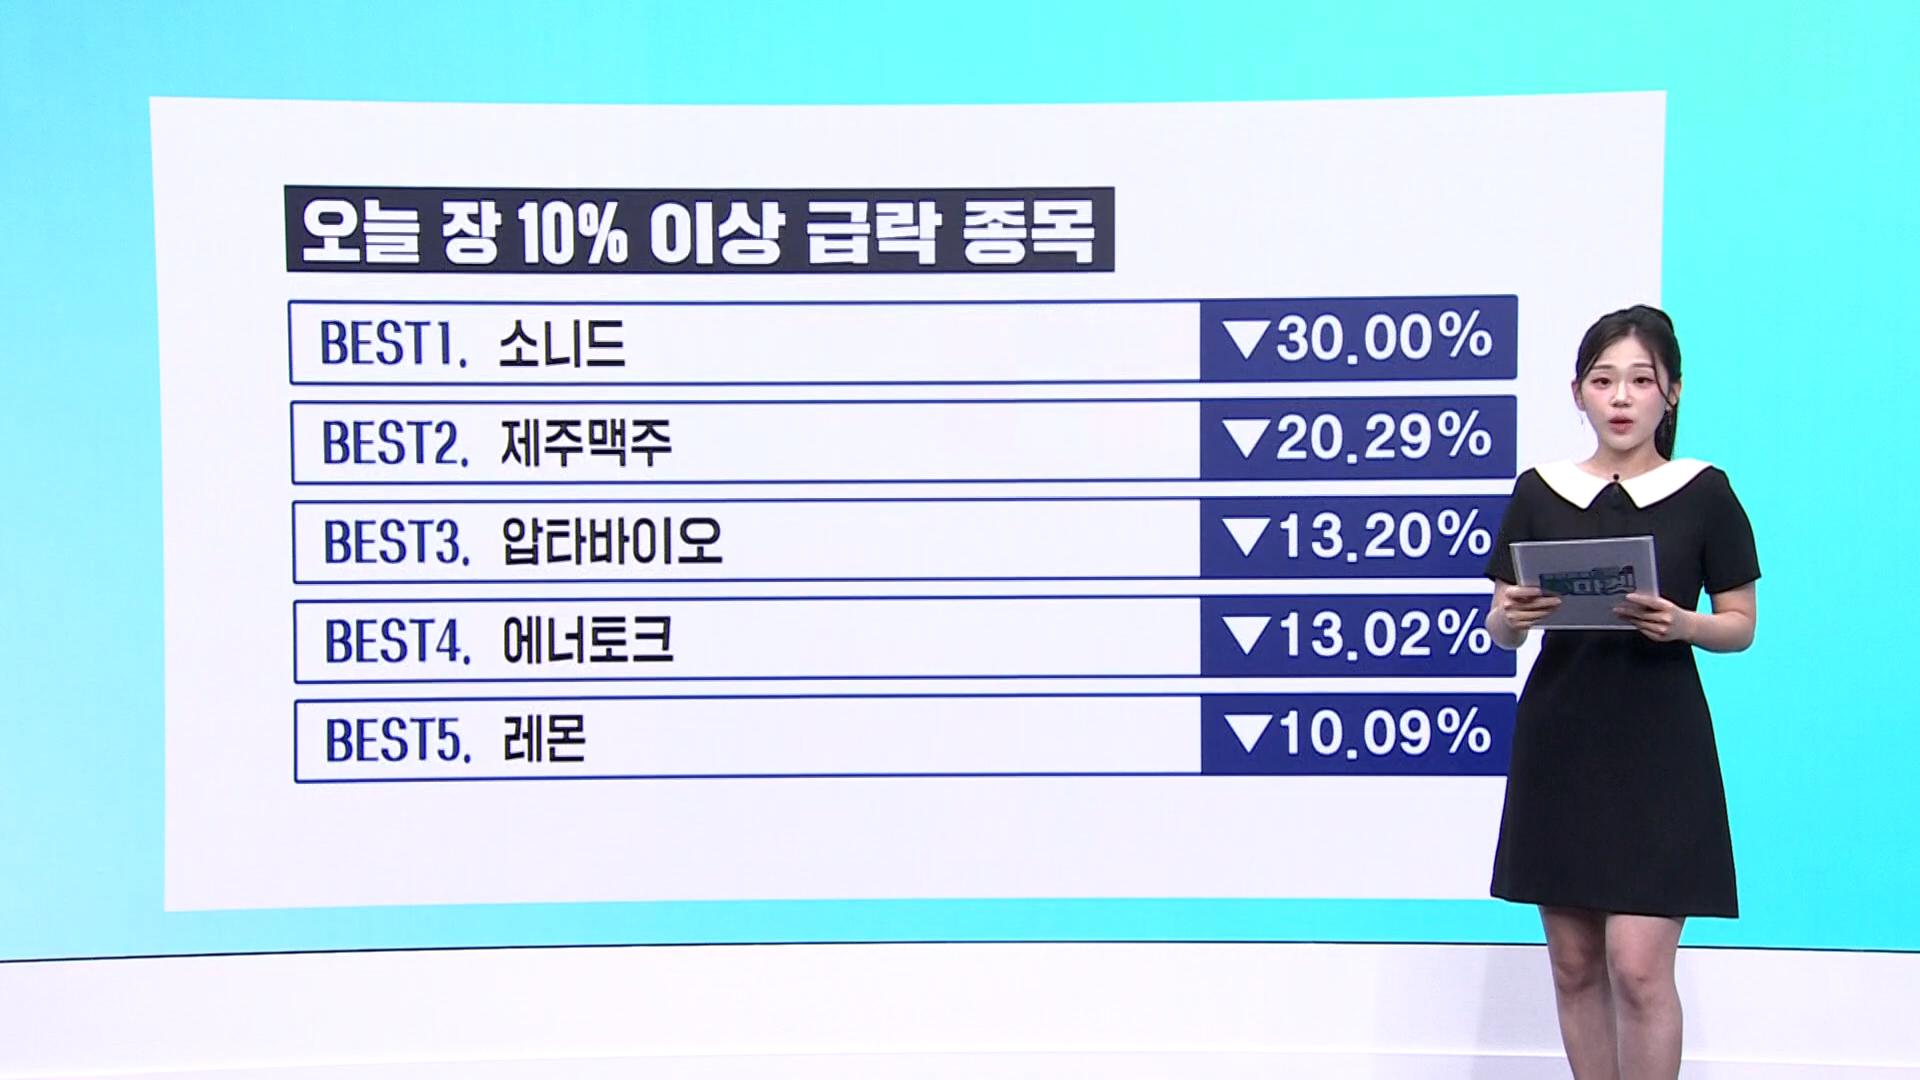 오늘 장 10% 이상 급락 종목
BEST1. 소니드 ▼30.00%
BEST2. 제주맥주 ▼20.29%
BEST3. 압타바이오 ▼13.20%
BEST4. 에너토크 ▼13.02%
BEST5. 레몬 ▼10.09%
마켓